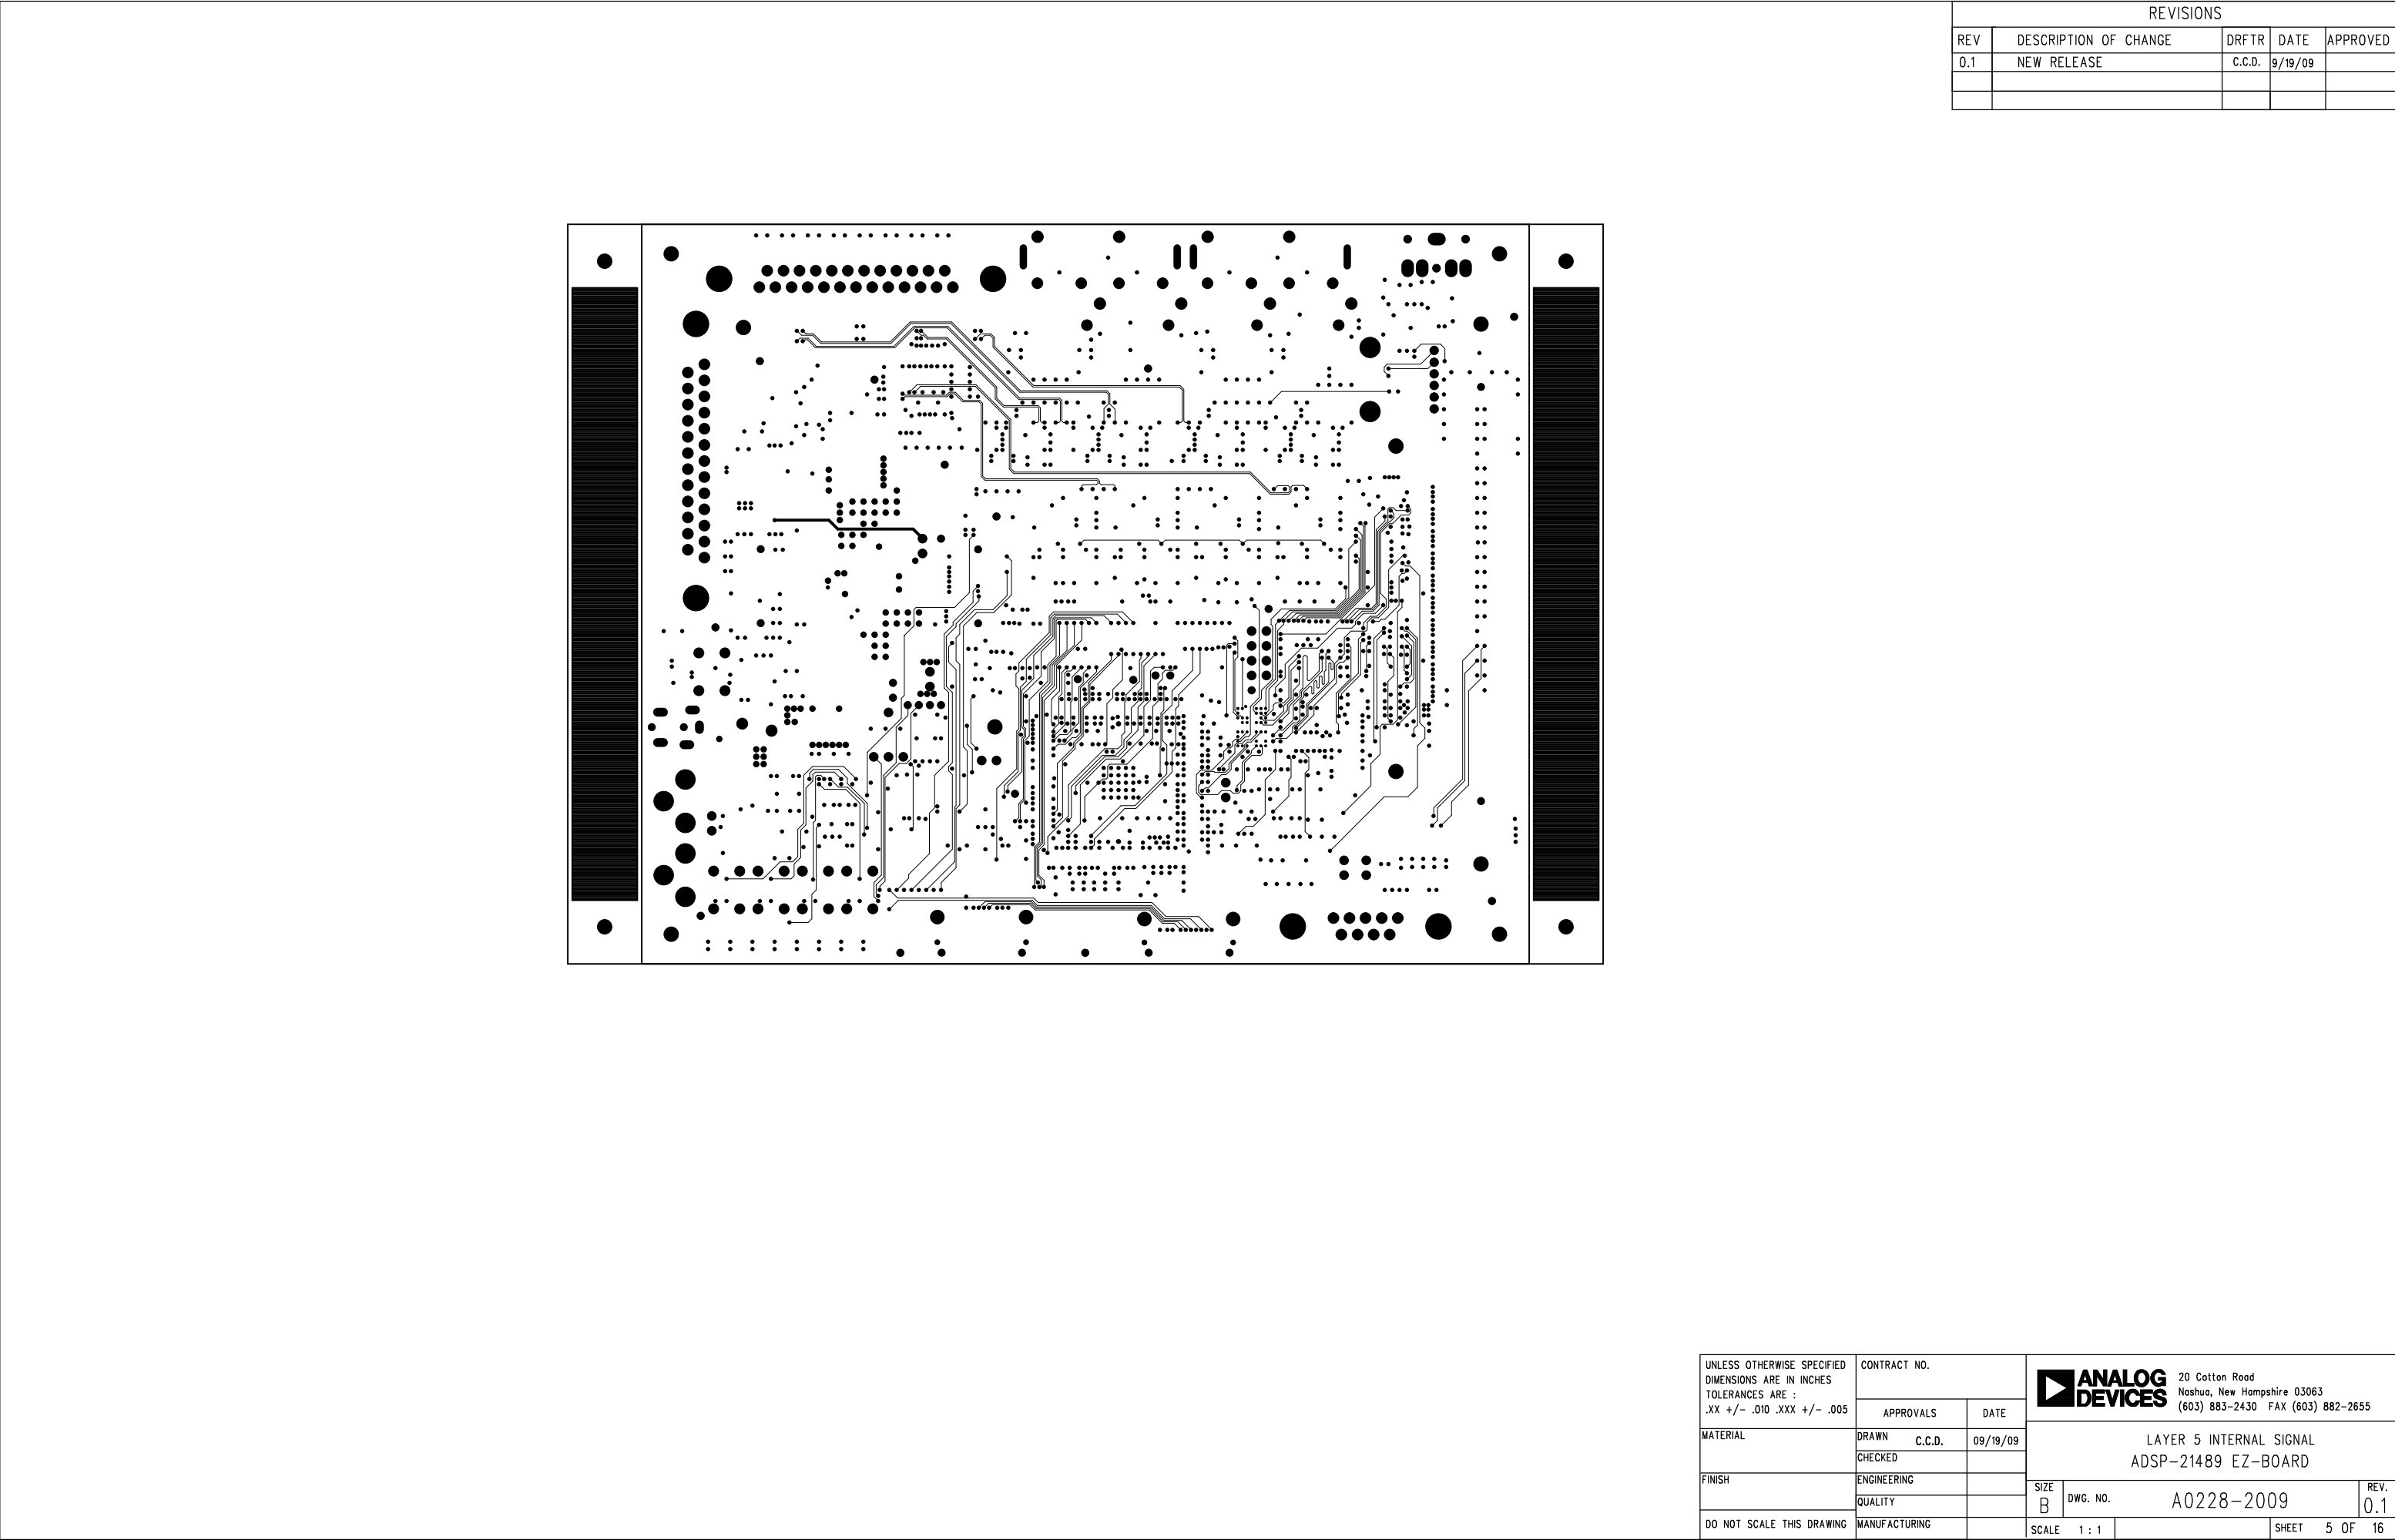 REVISIONS
REV DESCRIPTION OF CHANGE DRFTR DATE APPROVED
0.1 NEW RELEASE C.C.D. 9/19/09
UNLESS OTHERWISE SPECIFIED
DIMENSIONS ARE IN INCHES
TOLERANCES ARE :
.XX +/- .010 .XXX +/- .005
CONTRACT NO.
APPROVALS DATE
MATERIAL
DRAWN C.C.D. 09/19/09
CHECKED
FINISH
ENGINEERING
QUALITY
DO NOT SCALE THIS DRAWING
MANUFACTURING
ANALOG
DEVICES
20 Cotton Road
Nashua, New Hampshire 03063
(603) 883-2430 FAX (603) 882-2655
LAYER 5 INTERNAL SIGNAL
ADSP-21489 EZ-BOARD
SIZE
B
DWG. NO.
A0228-2009
REV.
0.1
SCALE 1 : 1
SHEET 5 OF 16